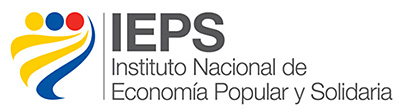 IEPS
Instituto Nacional de
Economía Popular y Solidaria